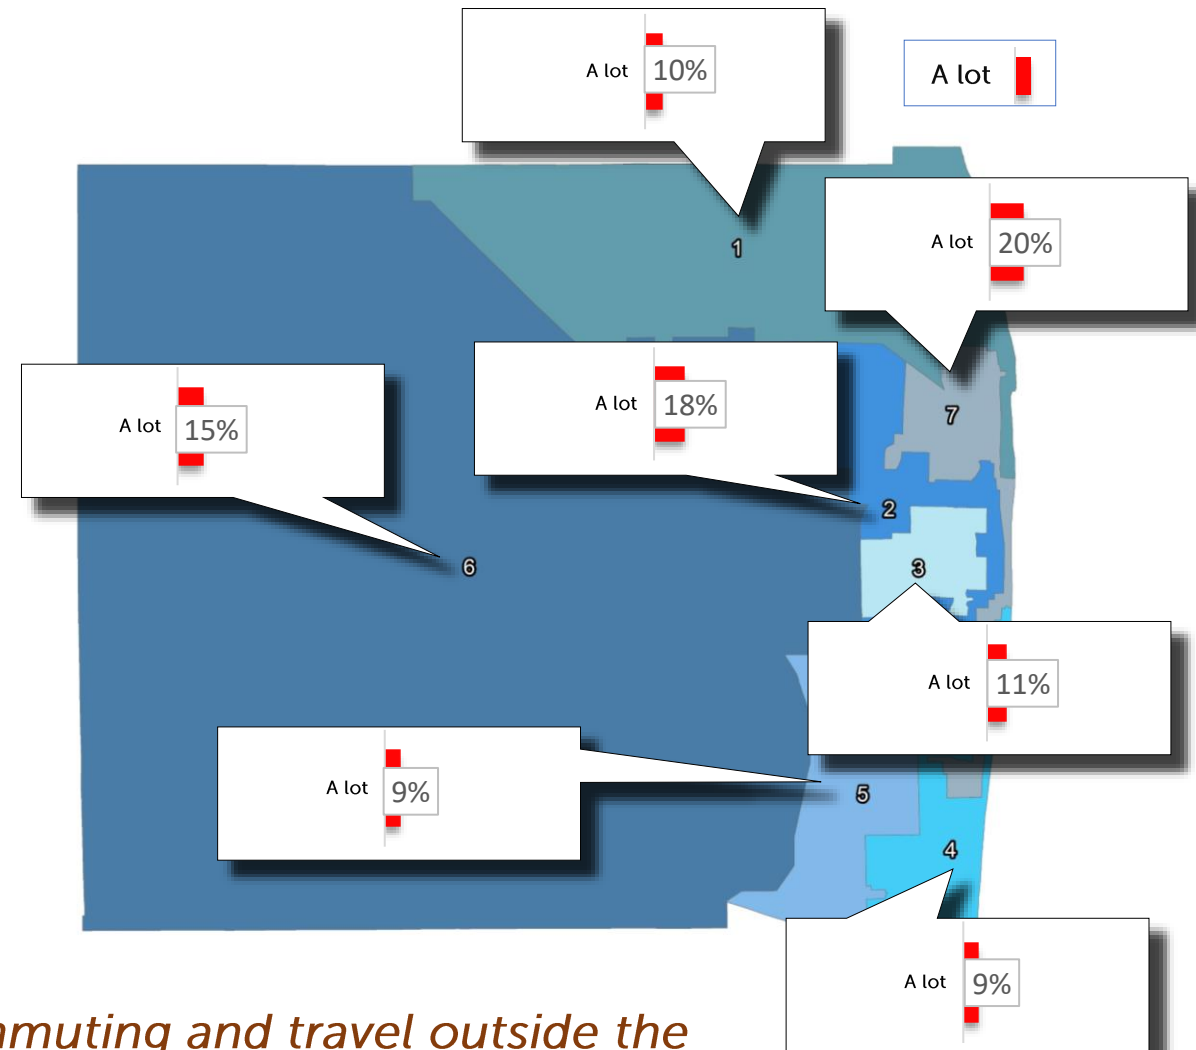 A lot 10%
A lot
1
A lot 20%
A lot 18%
7
A lot 15%
2
6
3
A lot 11%
A lot 9%
5
4
A lot 9%
muting and travel outside the